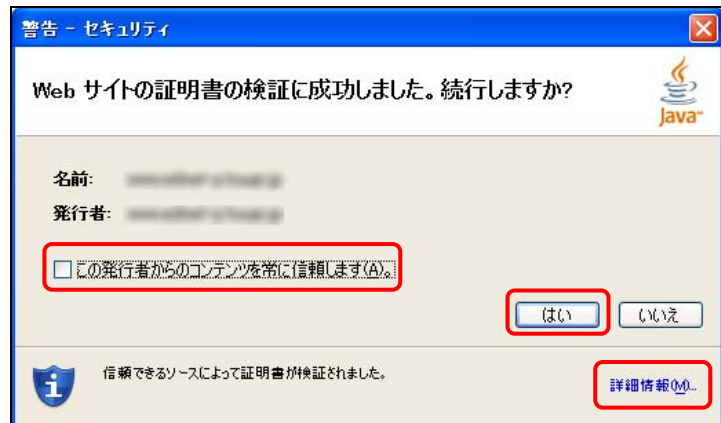 警告 - セキュリティ
Web サイトの証明書の検証に成功しました。続行しますか?
Java™
名前:
発行者:
この発行者からのコンテンツを常に信頼します(A)。
はい
いいえ
信頼できるソースによって証明書が検証されました。
詳細情報(M)...